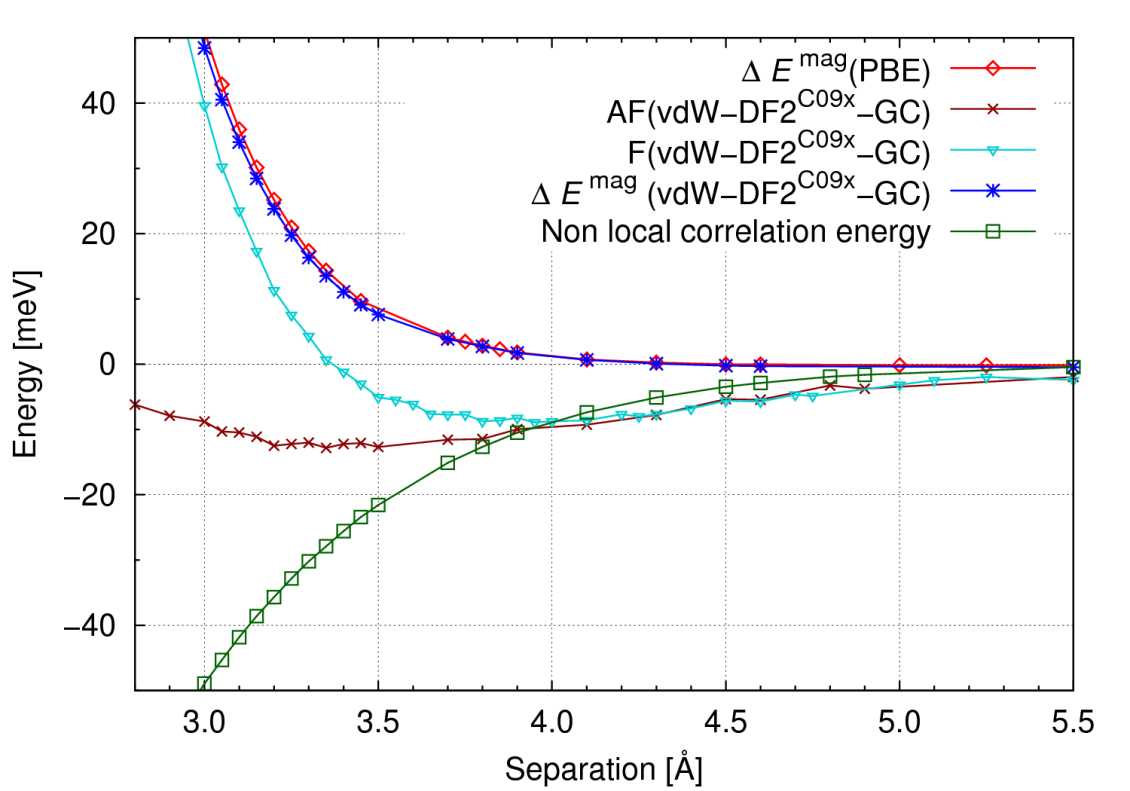 Δ E mag(PBE)
AF(vdW−DF2C09x−GC)
F(vdW−DF2C09x−GC)
Δ E mag (vdW−DF2C09x−GC)
Non local correlation energy
40
20
0
−20
−40
Energy [meV]
3.0 3.5 4.0 4.5 5.0 5.5
Separation [Å]